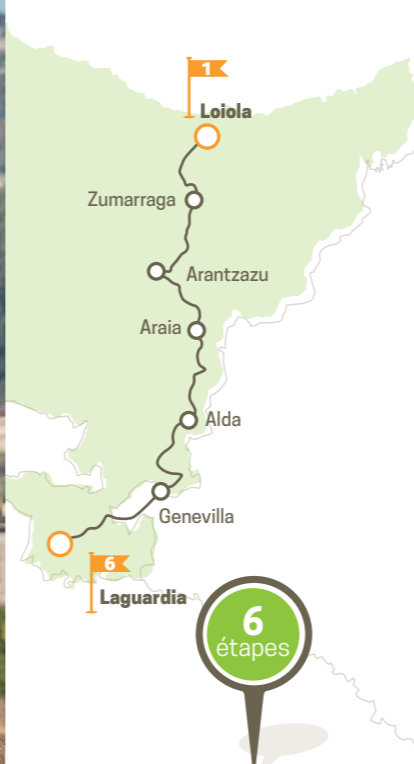 1
Loiola
Zumarraga
Arantzazu
Araia
Alda
Genevilla
6
Laguardia
6
étapes